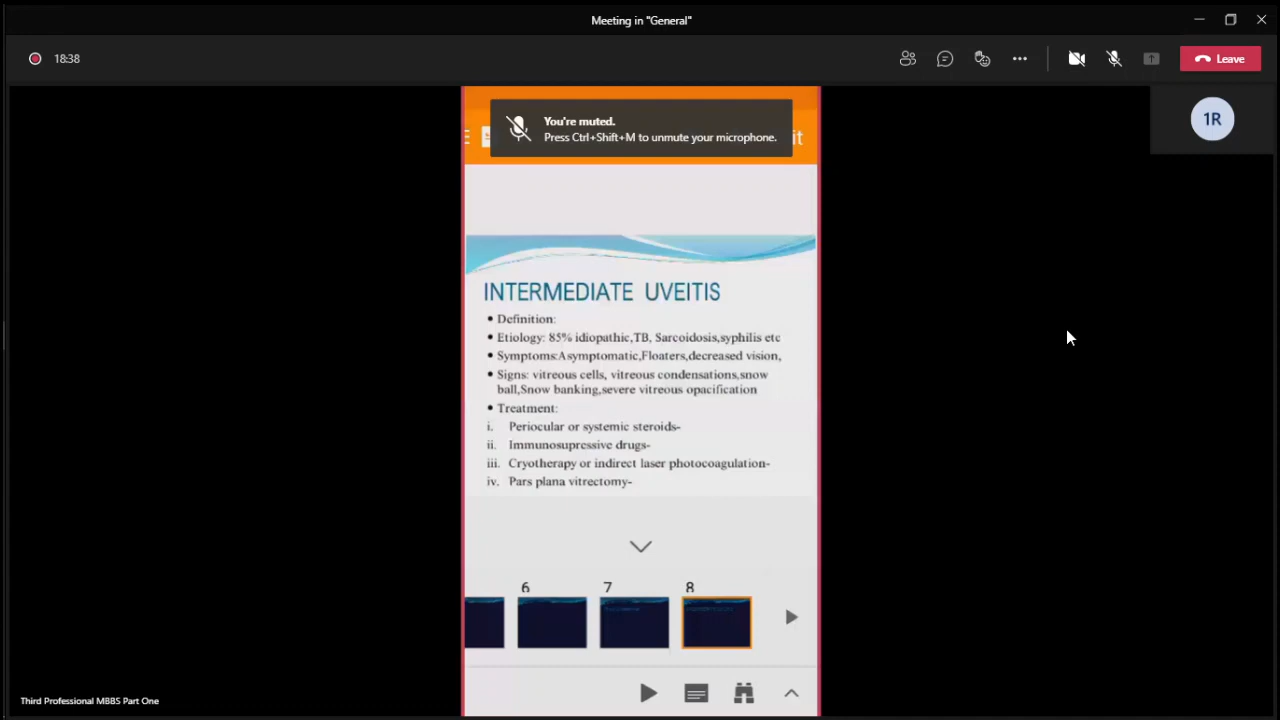 Meeting in "General"
18:38
Leave
You're muted.
Press Ctrl+Shift+M to unmute your microphone.
it
1R
INTERMEDIATE UVEITIS
• Definition:
• Etiology: 85% idiopathic,TB, Sarcoidosis,syphilis etc
• Symptoms:Asymptomatic,Floaters,decreased vision,
• Signs: vitreous cells, vitreous condensations,snow
ball,Snow banking,severe vitreous opacification
• Treatment:
i. Periocular or systemic steroids-
ii. Immunosupressive drugs-
iii. Cryotherapy or indirect laser photocoagulation-
iv. Pars plana vitrectomy-
6 7 8
Third Professional MBBS Part One